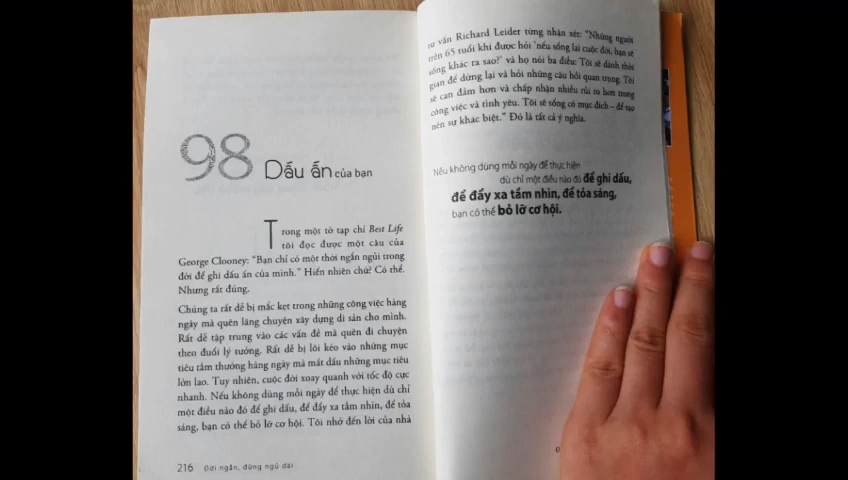 98 Dấu ấn của bạn
Trong một tờ tạp chí Best Life
tôi đọc được một câu của
George Clooney: “Bạn chỉ có một thời ngắn ngủi trong
đời để ghi dấu ấn của mình.” Hiển nhiên chứ? Có thể.
Nhưng rất đúng.
Chúng ta rất dễ bị mắc kẹt trong những công việc hàng
ngày mà quên lãng chuyện xây dựng di sản cho mình.
Rất dễ tập trung vào các vấn đề mà quên đi chuyện
theo đuổi lý tưởng. Rất dễ bị lôi kéo vào những mục
tiêu tầm thường hàng ngày mà mất dấu những mục tiêu
lớn lao. Tuy nhiên, cuộc đời xoay quanh với tốc độ cực
nhanh. Nếu không dùng mỗi ngày để thực hiện dù chỉ
một điều nào đó để ghi dấu, để đẩy xa tầm nhìn, để tỏa
sáng, bạn có thể bỏ lỡ cơ hội. Tôi nhớ đến lời của nhà
216 Đời ngắn, đừng ngủ dài
tư vấn Richard Leider từng nhận xét: “Những người
trên 65 tuổi khi được hỏi ‘nếu sống lại cuộc đời, bạn sẽ
sống khác ra sao?’ và họ nói ba điều: Tôi sẽ dành thời
gian để dừng lại và hỏi những câu hỏi quan trọng. Tôi
sẽ can đảm hơn và chấp nhận nhiều rủi ro hơn trong
công việc và tình yêu. Tôi sẽ sống có mục đích – để tạo
nên sự khác biệt.” Đó là tất cả ý nghĩa.
Nếu không dùng mỗi ngày để thực hiện
dù chỉ một điều nào đó để ghi dấu,
để đẩy xa tầm nhìn, để tỏa sáng,
bạn có thể bỏ lỡ cơ hội.